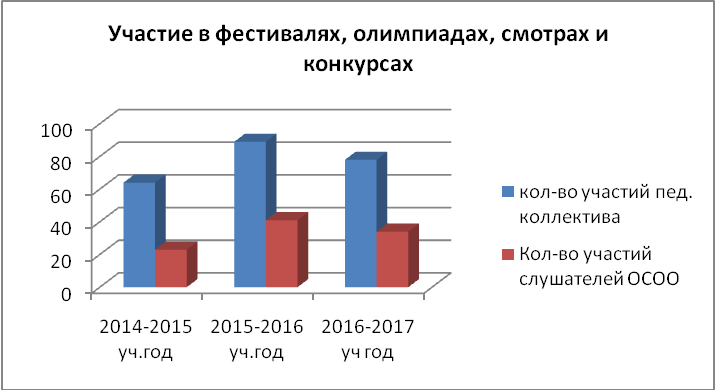 Участие в фестивалях, олимпиадах, смотрах и
конкурсах
100
80
60
40
20
0
2014-2015
уч.год
2015-2016
уч.год
2016-2017
уч год
кол-во участий пед.
коллектива
Кол-во участий
слушателей ОСОО